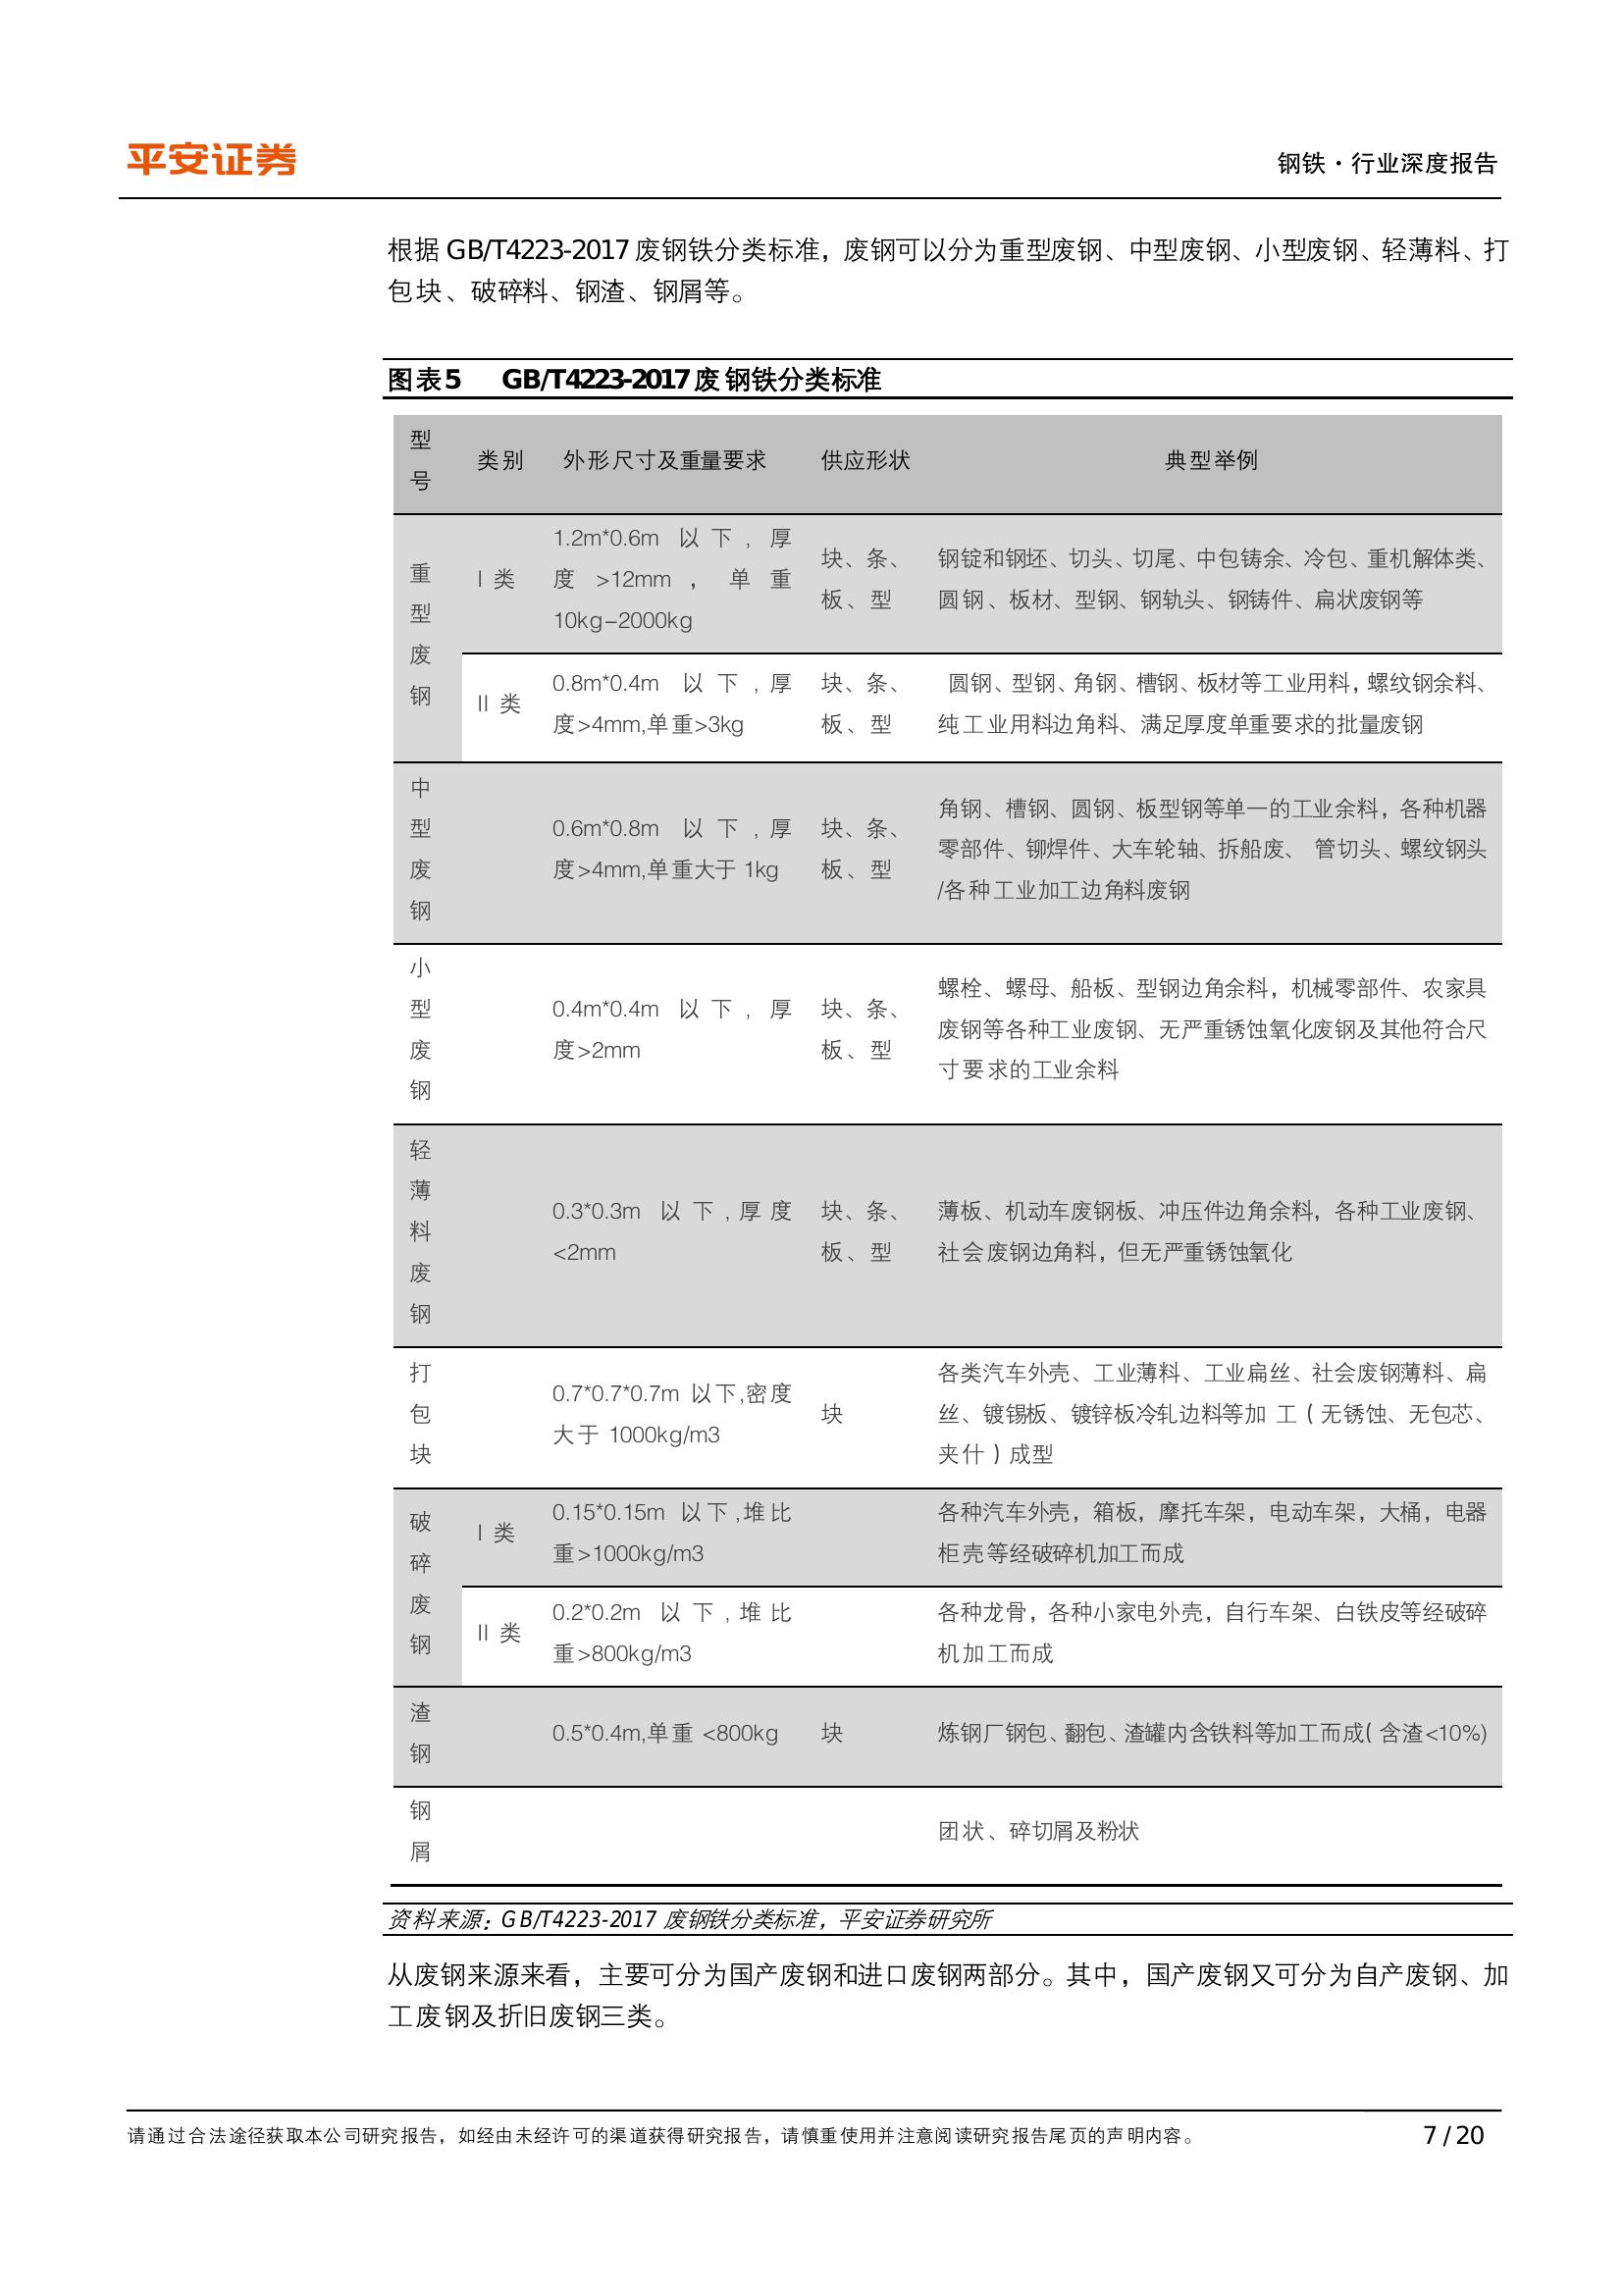 平安证券
钢铁·行业深度报告
根据 GB/T4223-2017 废钢铁分类标准，废钢可以分为重型废钢、中型废钢、小型废钢、轻薄料、打
包块、破碎料、钢渣、钢屑等。
图表5 GB/T4223-2017 废钢铁分类标准
型
号
类别 外形尺寸及重量要求 供应形状 典型举例
重
型
废
钢
I 类
1.2m*0.6m 以下，厚
度 >12mm ， 单 重
10kg–2000kg
块、条、
板、型
钢锭和钢坯、切头、切尾、中包铸余、冷包、重机解体类、
圆钢、板材、型钢、钢轨头、钢铸件、扁状废钢等
II 类
0.8m*0.4m 以下,厚
度>4mm,单重>3kg
块、条、
板、型
圆钢、型钢、角钢、槽钢、板材等工业用料，螺纹钢余料、
纯工业用料边角料、满足厚度单重要求的批量废钢
中
型
废
钢
0.6m*0.8m 以下,厚
度>4mm,单重大于 1kg
块、条、
板、型
角钢、槽钢、圆钢、板型钢等单一的工业余料，各种机器
零部件、铆焊件、大车轮轴、拆船废、 管切头、螺纹钢头
/各种工业加工边角料废钢
小
型
废
钢
0.4m*0.4m 以下，厚
度>2mm
块、条、
板、型
螺栓、螺母、船板、型钢边角余料，机械零部件、农家具
废钢等各种工业废钢、无严重锈蚀氧化废钢及其他符合尺
寸要求的工业余料
轻
薄
料
废
钢
0.3*0.3m 以下,厚度
<2mm
块、条、
板、型
薄板、机动车废钢板、冲压件边角余料，各种工业废钢、
社会废钢边角料，但无严重锈蚀氧化
打
包
块
0.7*0.7*0.7m 以下,密度
大于 1000kg/m3
块
各类汽车外壳、工业薄料、工业扁丝、社会废钢薄料、扁
丝、镀锡板、镀锌板冷轧边料等加 工（无锈蚀、无包芯、
夹什）成型
破
碎
废
钢
I 类
0.15*0.15m 以下,堆比
重>1000kg/m3
各种汽车外壳，箱板，摩托车架，电动车架，大桶，电器
柜壳等经破碎机加工而成
II 类
0.2*0.2m 以下,堆比
重>800kg/m3
各种龙骨，各种小家电外壳，自行车架、白铁皮等经破碎
机加工而成
渣
钢
0.5*0.4m,单重 <800kg
块
炼钢厂钢包、翻包、渣罐内含铁料等加工而成(含渣<10%)
钢
屑
团状、碎切屑及粉状
资料来源：GB/T4223-2017 废钢铁分类标准，平安证券研究所
从废钢来源来看，主要可分为国产废钢和进口废钢两部分。其中，国产废钢又可分为自产废钢、加
工废钢及折旧废钢三类。
请通过合法途径获取本公司研究报告，如经由未经许可的渠道获得研究报告，请慎重使用并注意阅读研究报告尾页的声明内容。
7 / 20